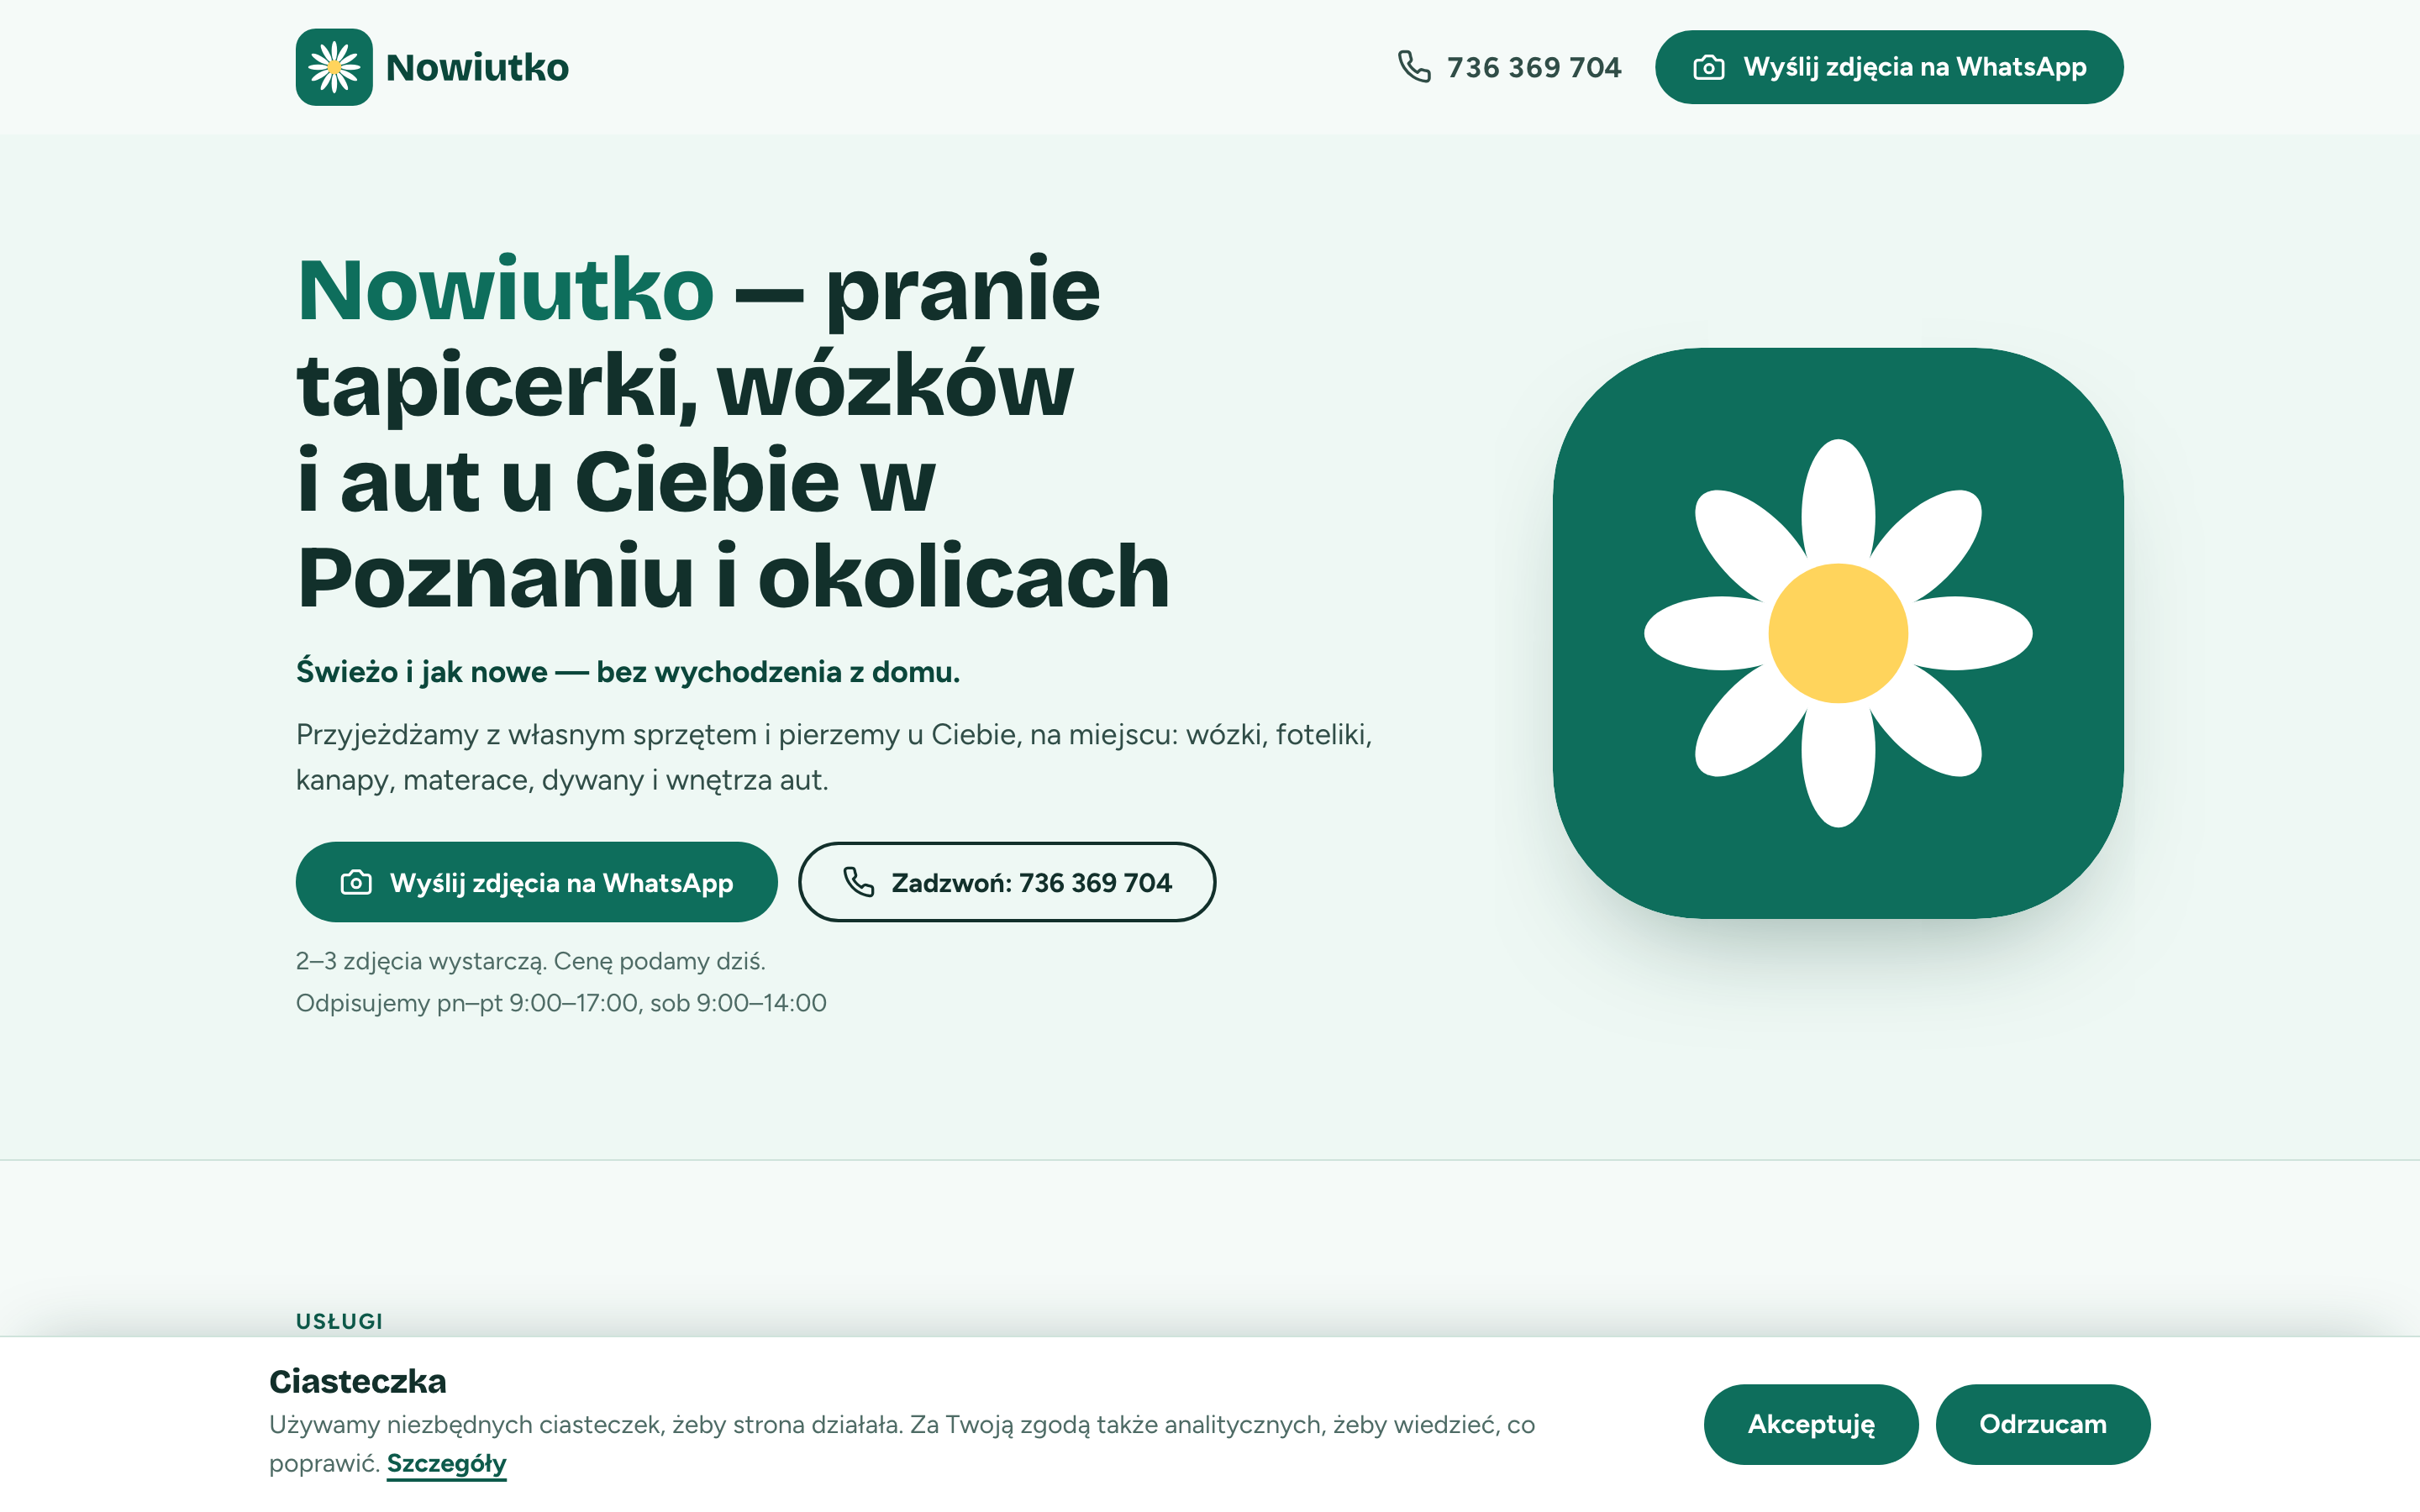 Nowiutko
736 369 704
Wyślij zdjęcia na WhatsApp
Nowiutko — pranie
tapicerki, wózków
i aut u Ciebie w
Poznaniu i okolicach
Świeżo i jak nowe — bez wychodzenia z domu.
Przyjeżdżamy z własnym sprzętem i pierzemy u Ciebie, na miejscu: wózki, foteliki,
kanapy, materace, dywany i wnętrza aut.
Wyślij zdjęcia na WhatsApp
Zadzwoń: 736 369 704
2–3 zdjęcia wystarczą. Cenę podamy dziś.
Odpisujemy pn–pt 9:00–17:00, sob 9:00–14:00
USŁUGI
Ciasteczka
Używamy niezbędnych ciasteczek, żeby strona działała. Za Twoją zgodą także analitycznych, żeby wiedzieć, co
poprawić. Szczegóły
Akceptuję
Odrzucam